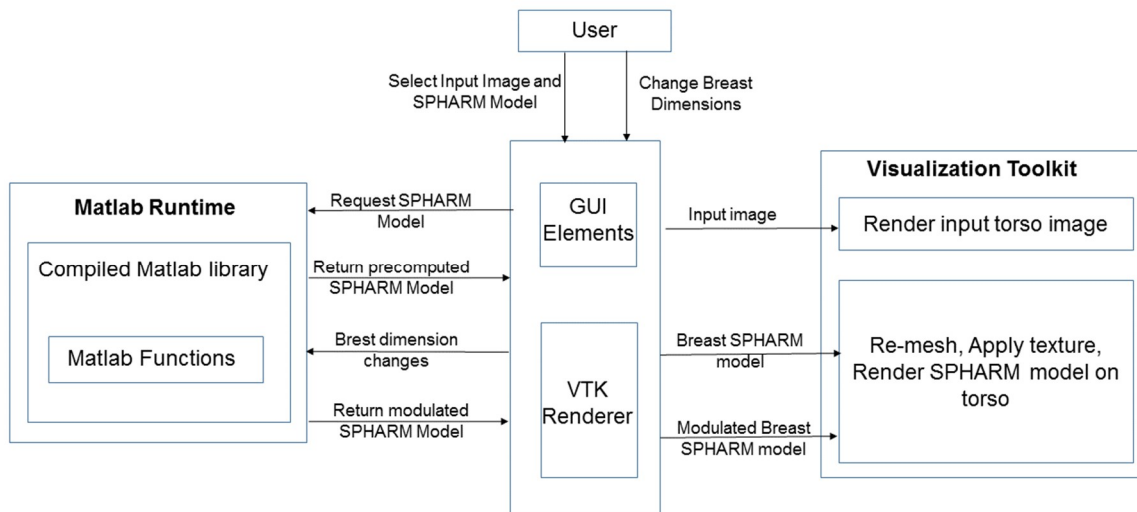 User
Select Input Image and
SPHARM Model
Change Breast
Dimensions
Matlab Runtime
Compiled Matlab library
Matlab Functions
Request SPHARM
Model
Return precomputed
SPHARM Model
Brest dimension
changes
Return modulated
SPHARM Model
GUI
Elements
VTK
Renderer
Input image
Breast SPHARM
model
Modulated Breast
SPHARM model
Visualization Toolkit
Render input torso image
Re-mesh, Apply texture,
Render SPHARM model on
torso